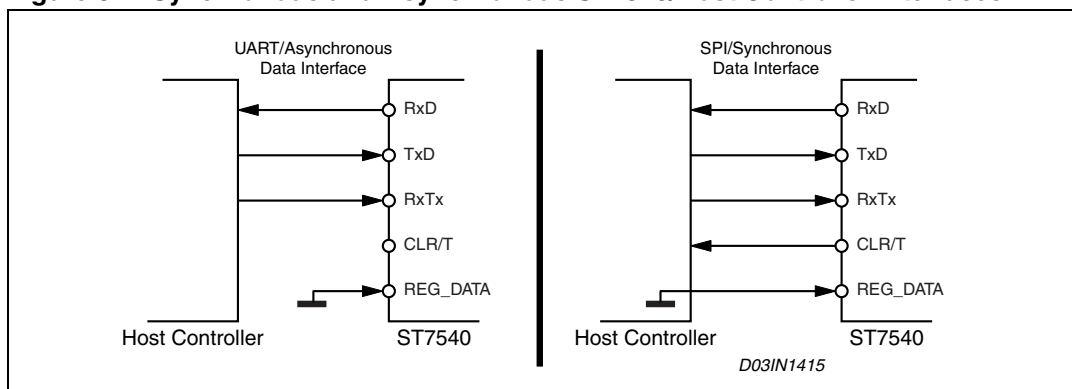 UART/Asynchronous
Data Interface
RxD
TxD
RxTx
CLR/T
REG_DATA
Host Controller
ST7540
SPI/Synchronous
Data Interface
RxD
TxD
RxTx
CLR/T
REG_DATA
Host Controller
ST7540
D03IN1415